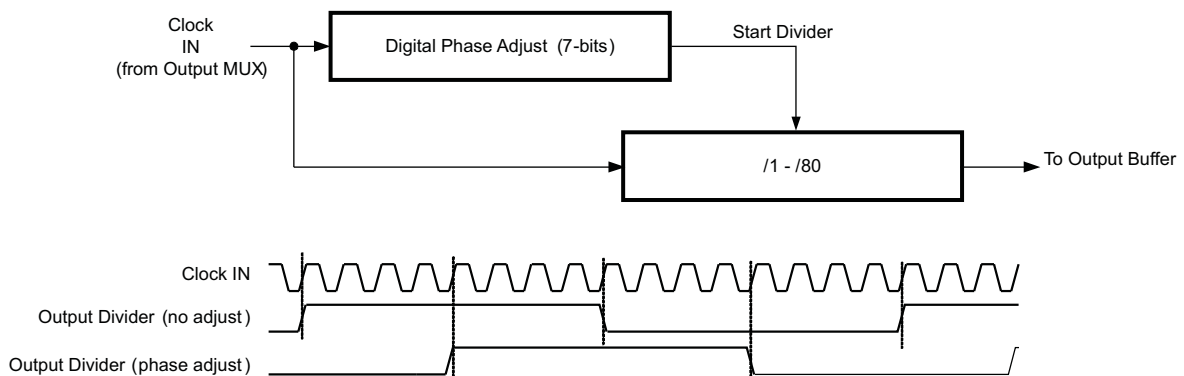 Clock
IN
(from Output MUX)
Digital Phase Adjust (7-bits)
Start Divider
/1 - /80
To Output Buffer
Clock IN
Output Divider (no adjust)
Output Divider (phase adjust)